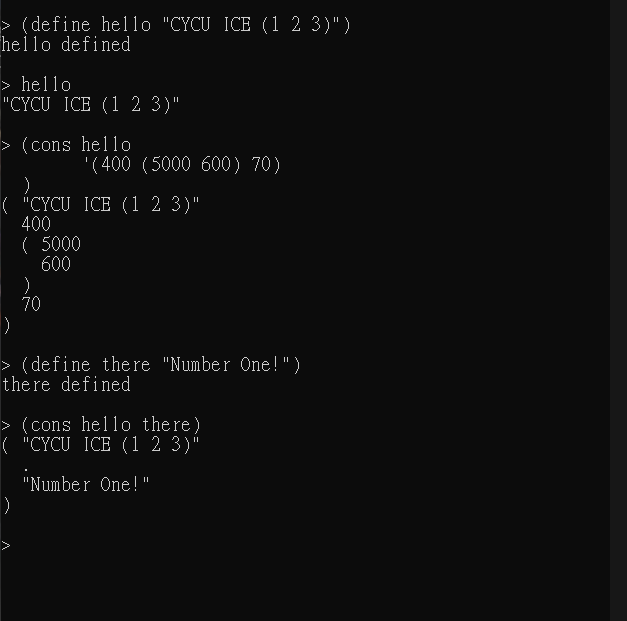 > (define hello "CYCU ICE (1 2 3)")
hello defined
> hello
"CYCU ICE (1 2 3)"
> (cons hello
'(400 (5000 600) 70)
)
( "CYCU ICE (1 2 3)"
400
( 5000
600
)
70
)
> (define there "Number One!")
there defined
> (cons hello there)
( "CYCU ICE (1 2 3)"
.
"Number One!"
)
>